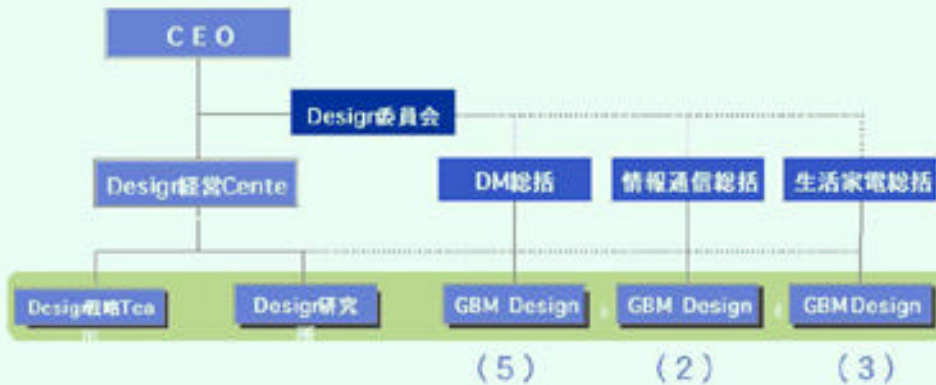 CEO
Design委員会
Design経営Cente
DM総括
情報通信総括
生活家電総括
Design戦略Tea
Design研究
GBM Design
GBM Design
GBM Design
(5)
(2)
(3)